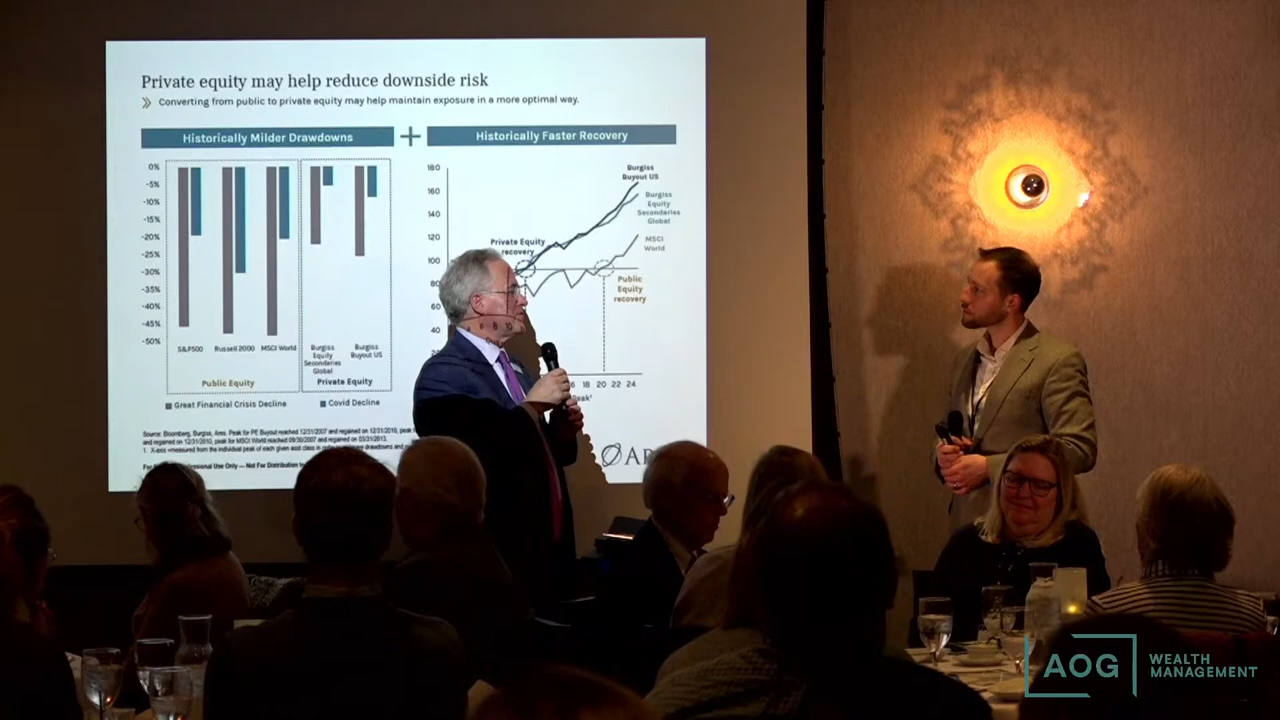 Private equity may help reduce downside risk
» Converting from public to private equity may help maintain exposure in a more optimal way.
Historically Milder Drawdowns
+
Historically Faster Recovery
0%
-5%
-10%
-15%
-20%
-25%
-30%
-35%
-40%
-45%
-50%
S&P500
Russell 2000
MSCI World
Burgiss
Equity
Secondaries
Global
Burgiss
Buyout US
Public Equity
Private Equity
Great Financial Crisis Decline
Covid Decline
180
160
140
120
100
80
60
40
Burgiss
Buyout US
Burgiss
Equity
Secondaries
Global
MSCI
World
Private Equity
recovery
Public
Equity
recovery
6 8 10
16 18 20 22 24
Source: Bloomberg, Burgiss, Ares. Peak for PE Buyout reached 12/31/2007 and regained on 12/31/2010, peak
and regained on 12/31/2010, peak for MSCI World reached 09/30/2007 and regained on 03/31/2013.
1. X-axis measured from the individual peak of each given asset class in
drawdowns and
Professional Use Only — Not For Distribution
AOG
WEALTH
MANAGEMENT